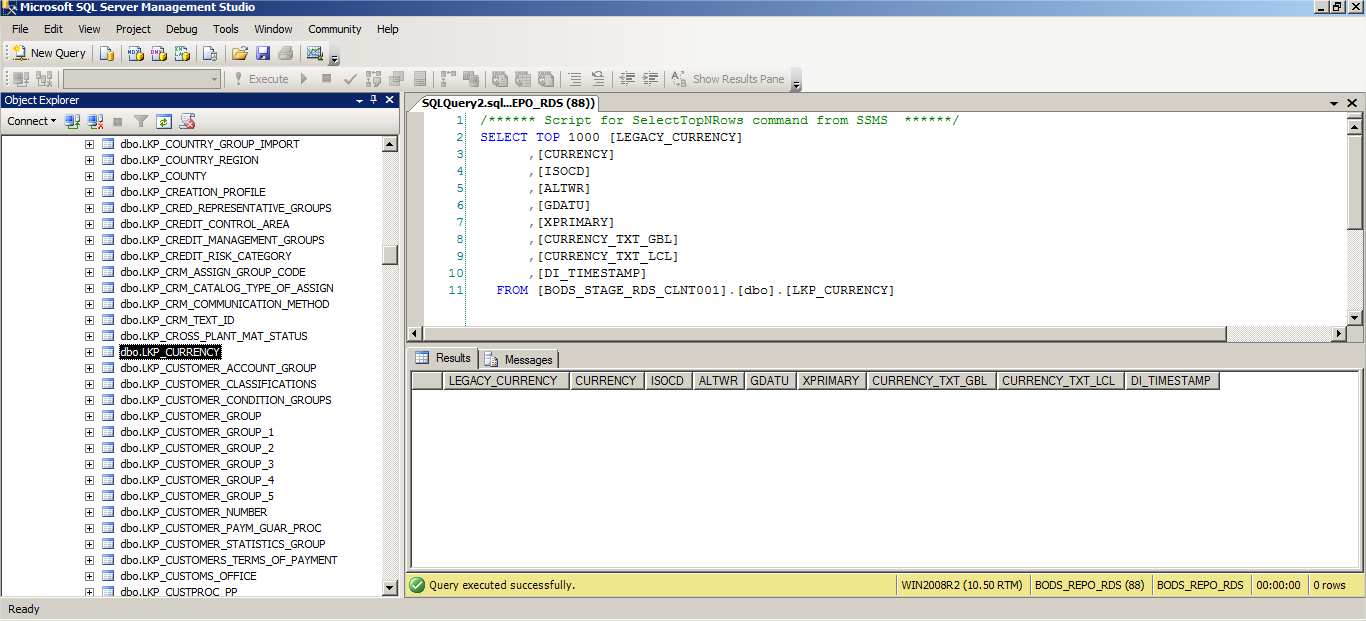 Microsoft SQL Server Management Studio
File Edit View Project Debug Tools Window Community Help
New Query
Execute Show Results Pane
Object Explorer
Connect
dbo.LKP_COUNTRY_GROUP_IMPORT
dbo.LKP_COUNTRY_REGION
dbo.LKP_COUNTY
dbo.LKP_CREATION_PROFILE
dbo.LKP_CRED_REPRESENTATIVE_GROUPS
dbo.LKP_CREDIT_CONTROL_AREA
dbo.LKP_CREDIT_MANAGEMENT_GROUPS
dbo.LKP_CREDIT_RISK_CATEGORY
dbo.LKP_CRM_ASSIGN_GROUP_CODE
dbo.LKP_CRM_CATALOG_TYPE_OF_ASSIGN
dbo.LKP_CRM_COMMUNICATION_METHOD
dbo.LKP_CRM_TEXT_ID
dbo.LKP_CROSS_PLANT_MAT_STATUS
dbo.LKP_CURRENCY
dbo.LKP_CUSTOMER_ACCOUNT_GROUP
dbo.LKP_CUSTOMER_CLASSIFICATIONS
dbo.LKP_CUSTOMER_CONDITION_GROUPS
dbo.LKP_CUSTOMER_GROUP
dbo.LKP_CUSTOMER_GROUP_1
dbo.LKP_CUSTOMER_GROUP_2
dbo.LKP_CUSTOMER_GROUP_3
dbo.LKP_CUSTOMER_GROUP_4
dbo.LKP_CUSTOMER_GROUP_5
dbo.LKP_CUSTOMER_NUMBER
dbo.LKP_CUSTOMER_PAYM_GUAR_PROC
dbo.LKP_CUSTOMER_STATISTICS_GROUP
dbo.LKP_CUSTOMERS_TERMS_OF_PAYMENT
dbo.LKP_CUSTOMS_OFFICE
dbo.LKP_CUSTPROC_PP
SQLQuery2.sql...EPO_RDS (88))
1 /****** Script for SelectTopNRows command from SSMS ******/
2 SELECT TOP 1000 [LEGACY_CURRENCY]
3 ,[CURRENCY]
4 ,[ISOCD]
5 ,[ALTWR]
6 ,[GDATU]
7 ,[XPRIMARY]
8 ,[CURRENCY_TXT_GBL]
9 ,[CURRENCY_TXT_LCL]
10 ,[DI_TIMESTAMP]
11 FROM [BODS_STAGE_RDS_CLNT001].[dbo].[LKP_CURRENCY]
Results Messages
LEGACY_CURRENCY CURRENCY ISOCD ALTWR GDATU XPRIMARY CURRENCY_TXT_GBL CURRENCY_TXT_LCL DI_TIMESTAMP
Query executed successfully. WIN2008R2 (10.50 RTM) BODS_REPO_RDS (88) BODS_REPO_RDS 00:00:00 0 rows
Ready